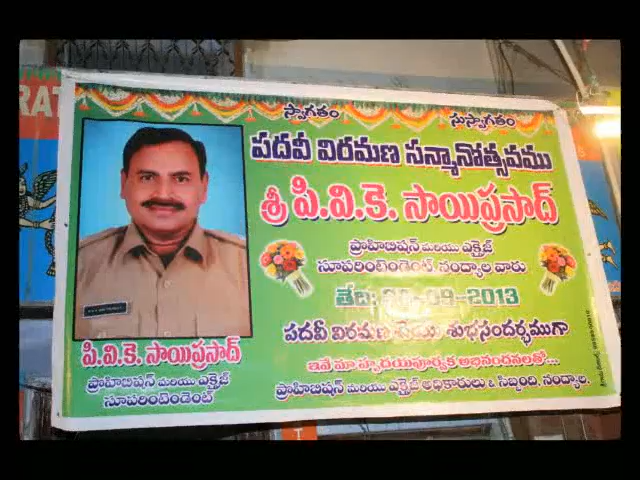 స్వాగతం
సుస్వాగతం
పదవీ విరమణ సన్మానోత్సవము
శ్రీ పి.వి.కె. సాయిప్రసాద్
ప్రొహిబిషన్ మరియు ఎక్సైజ్
సూపరింటెండెంట్, నంద్యాల వారు
తేది: 30-09-2013
పదవీ విరమణ శుభసందర్భముగా
ఇవే మా హృదయపూర్వక అభినందనలతో...
ప్రొహిబిషన్ మరియు ఎక్సైజ్ అధికారులు & సిబ్బంది, నంద్యాల.
పి.వి.కె. సాయిప్రసాద్
ప్రొహిబిషన్ మరియు ఎక్సైజ్
సూపరింటెండెంట్